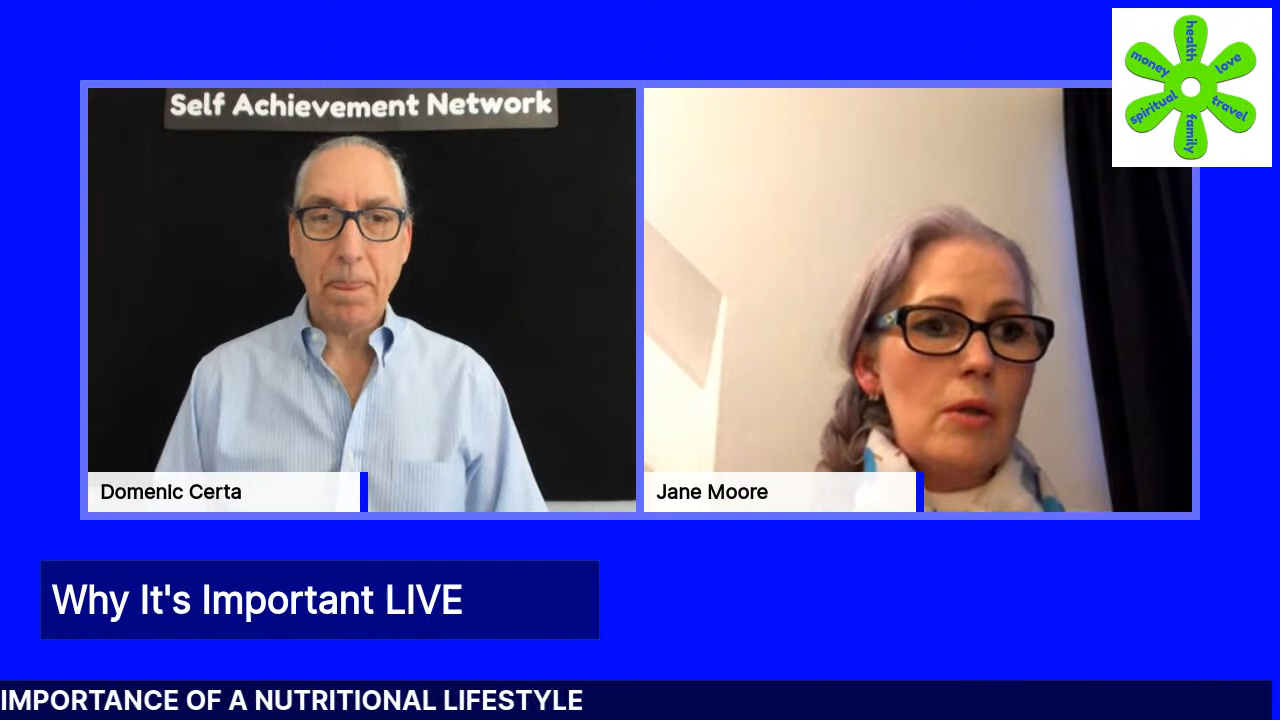 Self Achievement Network
health
love
travel
family
spiritual
money
Domenic Certa
Jane Moore
Why It's Important LIVE
IMPORTANCE OF A NUTRITIONAL LIFESTYLE